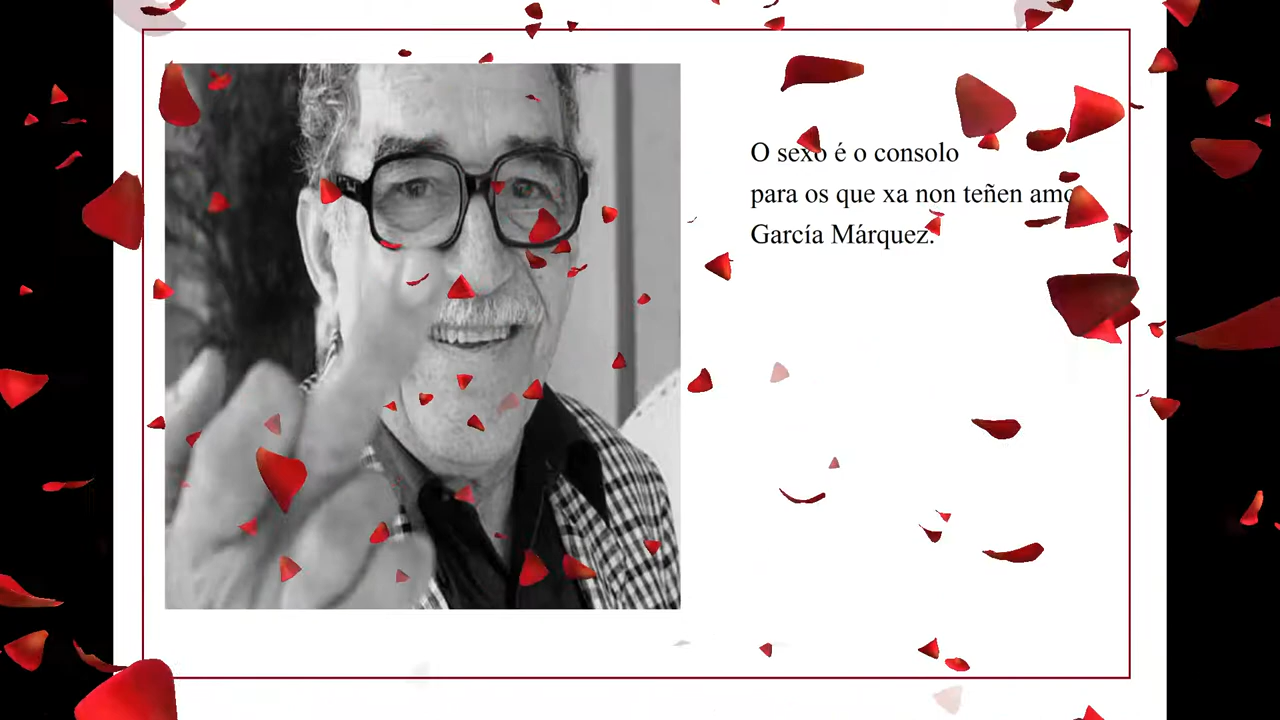 O sexo é o consolo
para os que xa non teñen
García Márquez.